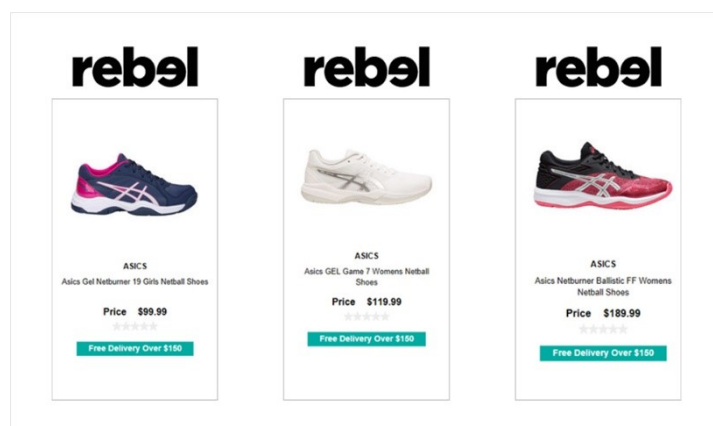 rebel
ASICS
Asics Gel Netburner 19 Girls Netball Shoes
Price $99.99
Free Delivery Over $150
rebel
ASICS
Asics GEL Game 7 Womens Netball
Shoes
Price $119.99
Free Delivery Over $150
rebel
ASICS
Asics Netburner Ballistic FF Womens
Netball Shoes
Price $189.99
Free Delivery Over $150